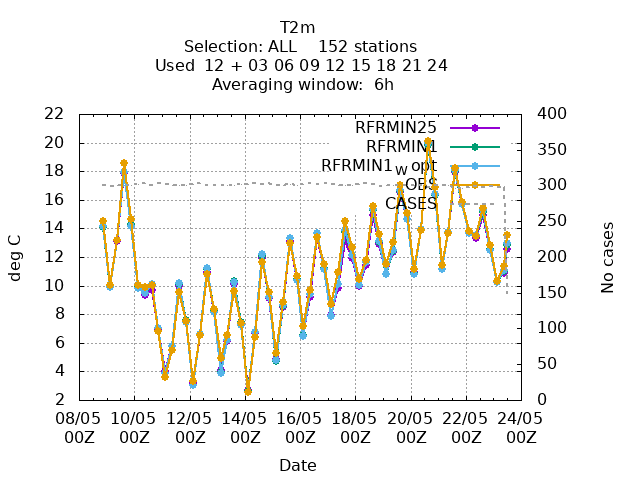 T2m
Selection: ALL    152 stations
Used  12 + 03 06 09 12 15 18 21 24
Averaging window:  6h
deg C
22
20
18
16
14
12
10
8
6
4
2
RFRMIN25
RFRMIN1
RFRMIN1w opt
OBS
CASES
400
350
300
250
200
150
100
50
0
No cases
08/05 10/05 12/05 14/05 16/05 18/05 20/05 22/05 24/05
00Z 00Z 00Z 00Z 00Z 00Z 00Z 00Z 00Z
Date